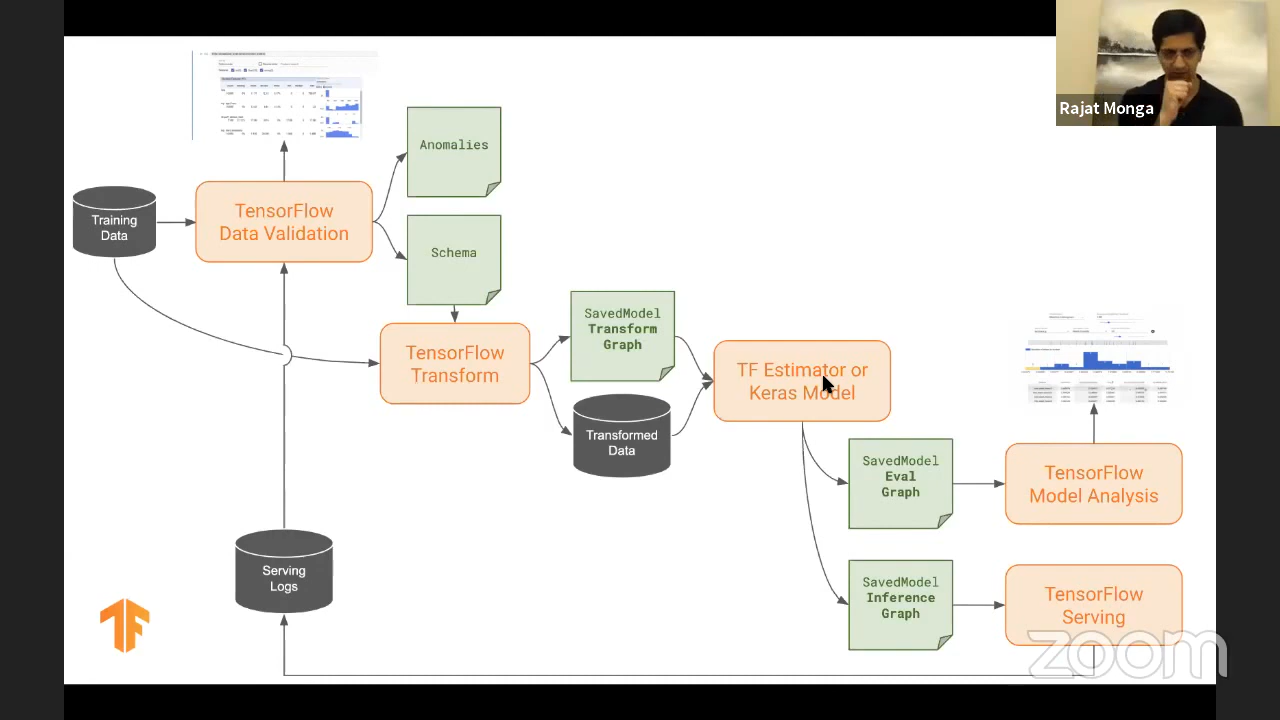 Rajat Monga
Anomalies
Training
Data
TensorFlow
Data Validation
Schema
SavedModel
Transform
Graph
TensorFlow
Transform
TF Estimator or
Keras Model
Transformed
Data
SavedModel
Eval
Graph
TensorFlow
Model Analysis
Serving
Logs
SavedModel
Inference
Graph
TensorFlow
Serving
zoom